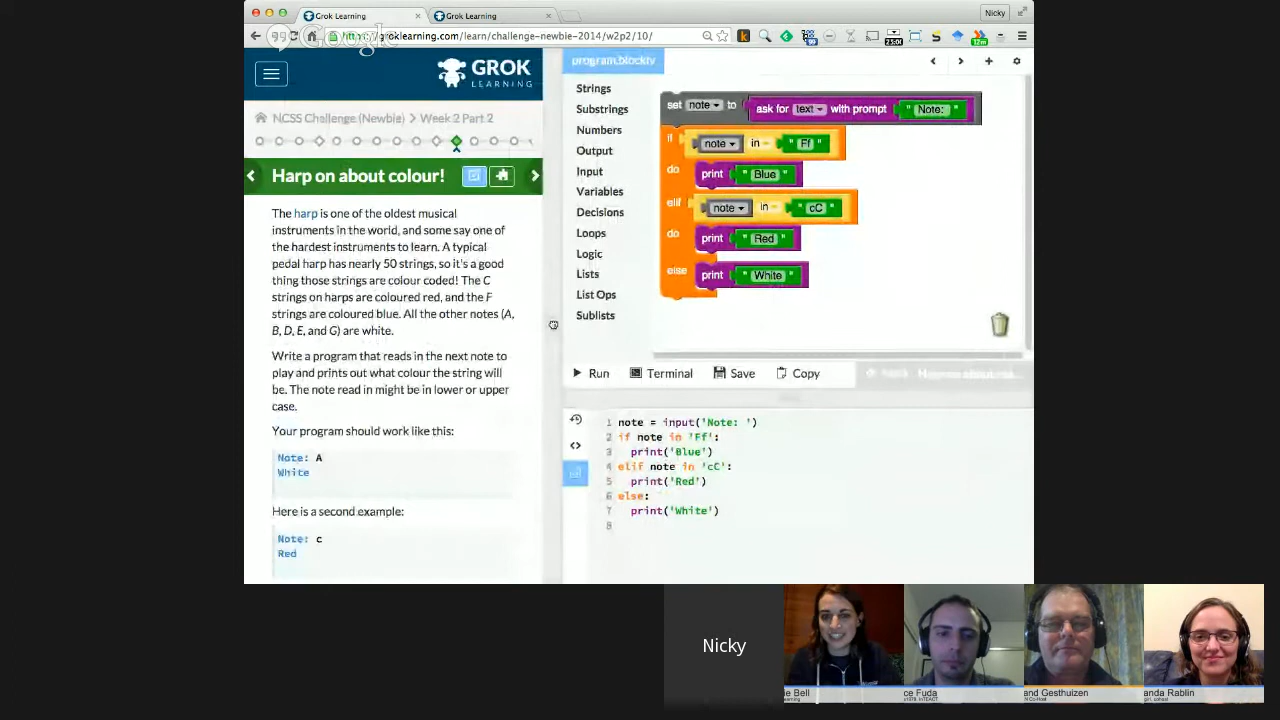 Grok Learning
Grok Learning
Nicky
Google
groklearning.com/learn/challenge-newbie-2014/w2p2/10/
GROK
LEARNING
NCSS Challenge (Newbie) > Week 2 Part 2
Harp on about colour!
The harp is one of the oldest musical
instruments in the world, and some say one of
the hardest instruments to learn. A typical
pedal harp has nearly 50 strings, so it's a good
thing those strings are colour coded! The C
strings on harps are coloured red, and the F
strings are coloured blue. All the other notes (A,
B, D, E, and G) are white.
Write a program that reads in the next note to
play and prints out what colour the string will
be. The note read in might be in lower or upper
case.
Your program should work like this:
Note: A
White
Here is a second example:
Note: c
Red
program.blockly
Strings
Substrings
Numbers
Output
Input
Variables
Decisions
Loops
Logic
Lists
List Ops
Sublists
set note to ask for text with prompt " Note: "
if note in " Ff "
do print " Blue "
elif note in " cC "
do print " Red "
else print " White "
Run Terminal Save Copy
1 note = input('Note: ')
2 if note in 'Ff':
3 print('Blue')
4 elif note in 'cC':
5 print('Red')
6 else:
7 print('White')
8
Nicky
ie Bell
ce Fuda
and Gesthuizen
anda Rablin